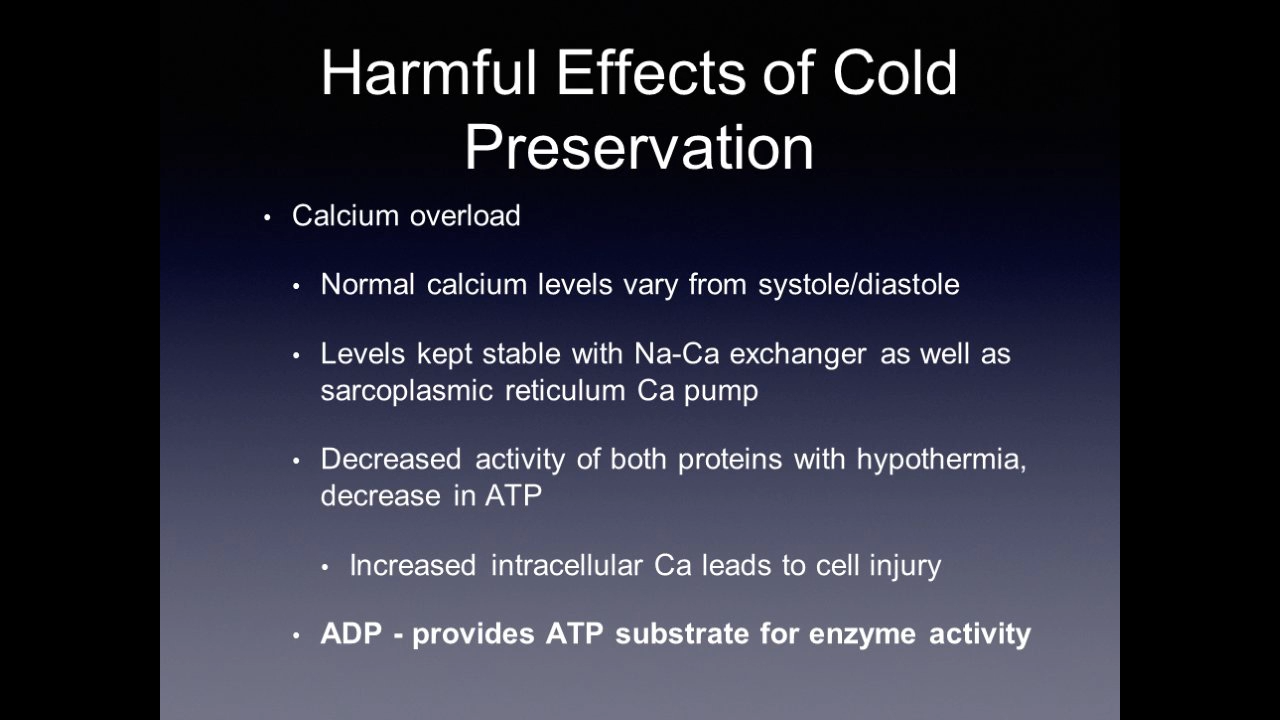 Harmful Effects of Cold
Preservation
• Calcium overload
• Normal calcium levels vary from systole/diastole
• Levels kept stable with Na-Ca exchanger as well as
sarcoplasmic reticulum Ca pump
• Decreased activity of both proteins with hypothermia,
decrease in ATP
• Increased intracellular Ca leads to cell injury
• ADP - provides ATP substrate for enzyme activity